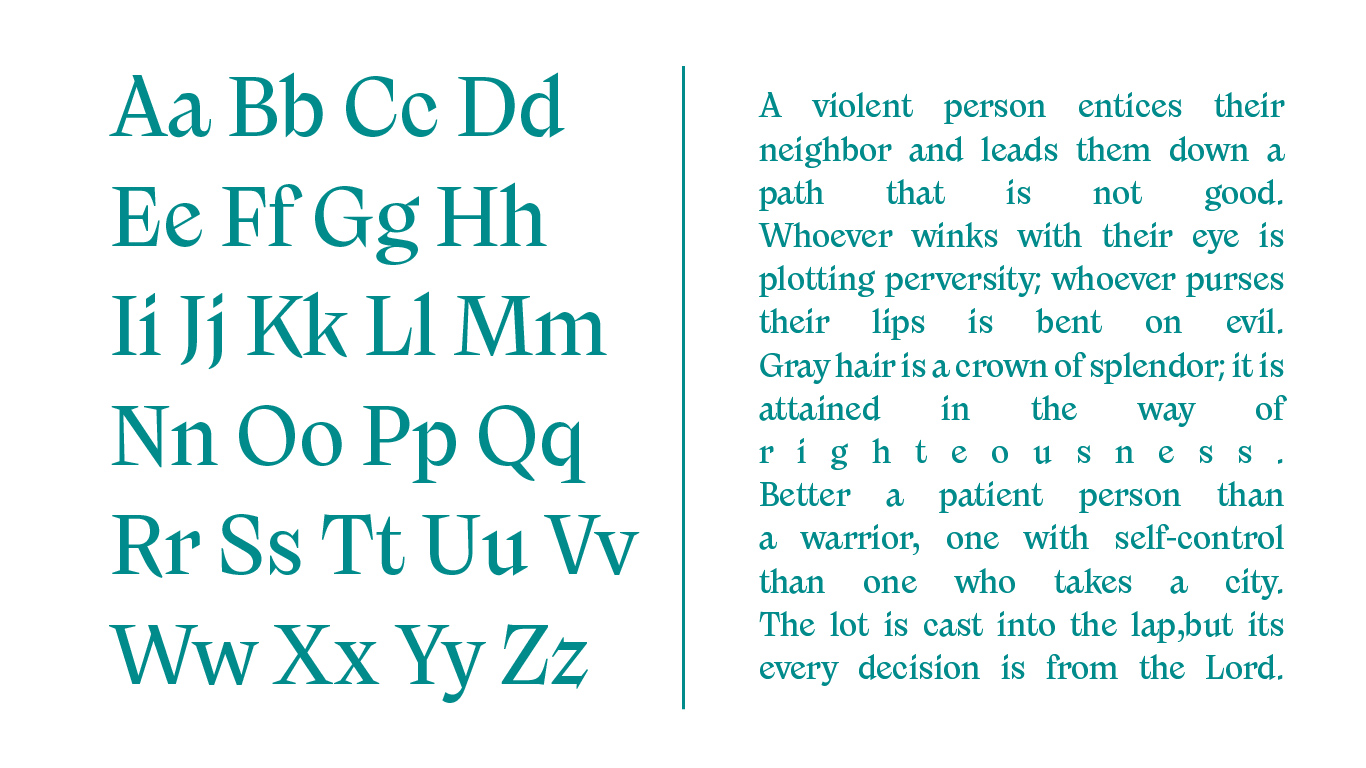 Aa Bb Cc Dd
Ee Ff Gg Hh
Ii Jj Kk Ll Mm
Nn Oo Pp Qq
Rr Ss Tt Uu Vv
Ww Xx Yy Zz
A violent person entices their
neighbor and leads them down a
path that is not good.
Whoever winks with their eye is
plotting perversity; whoever purses
their lips is bent on evil.
Gray hair is a crown of splendor; it is
attained in the way of
righteousness.
Better a patient person than
a warrior, one with self-control
than one who takes a city.
The lot is cast into the lap,but its
every decision is from the Lord.